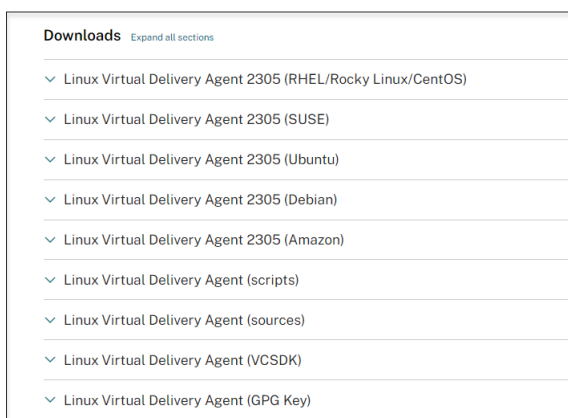 Downloads Expand all sections
Linux Virtual Delivery Agent 2305 (RHEL/Rocky Linux/CentOS)
Linux Virtual Delivery Agent 2305 (SUSE)
Linux Virtual Delivery Agent 2305 (Ubuntu)
Linux Virtual Delivery Agent 2305 (Debian)
Linux Virtual Delivery Agent 2305 (Amazon)
Linux Virtual Delivery Agent (scripts)
Linux Virtual Delivery Agent (sources)
Linux Virtual Delivery Agent (VCSDK)
Linux Virtual Delivery Agent (GPG Key)